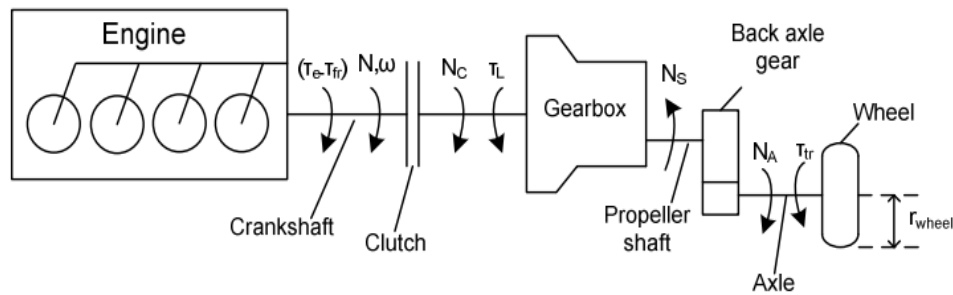 Engine
(τe-τfr)
N,ω
NC
τL
Gearbox
NS
Back axle
gear
Wheel
NA
τtr
rwheel
Crankshaft
Clutch
Propeller
shaft
Axle